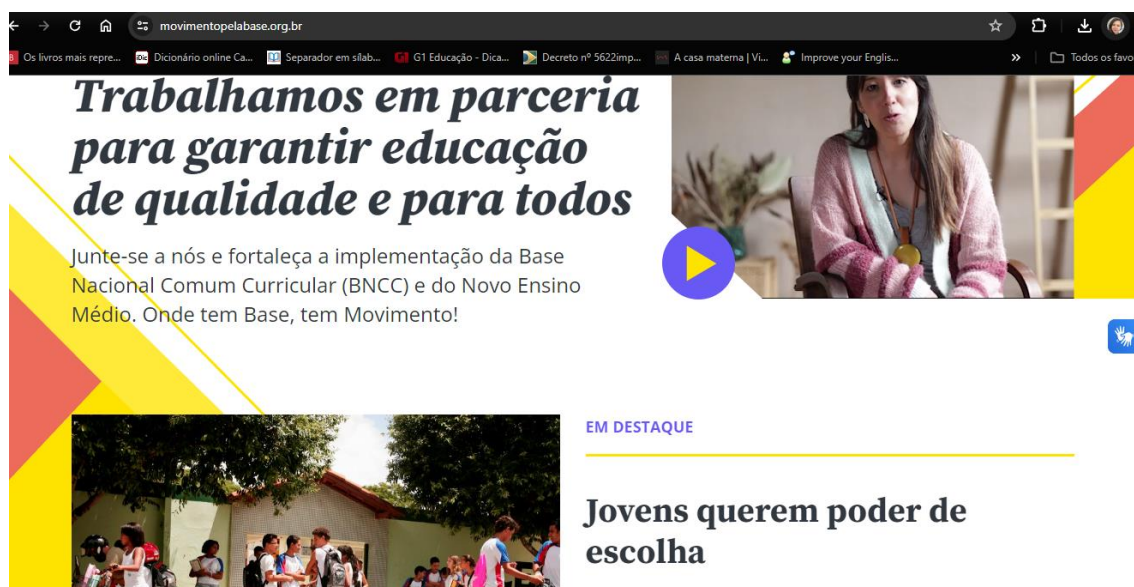 movimentopelabase.org.br
Os livros mais repre...
Dicionário online Ca...
Separador em sílab...
G1 Educação - Dica...
Decreto nº 5622imp...
A casa materna | Vi...
Improve your Englis...
»
Todos os favo
Trabalhamos em parceria
para garantir educação
de qualidade e para todos
Junte-se a nós e fortaleça a implementação da Base
Nacional Comum Curricular (BNCC) e do Novo Ensino
Médio. Onde tem Base, tem Movimento!
EM DESTAQUE
Jovens querem poder de
escolha